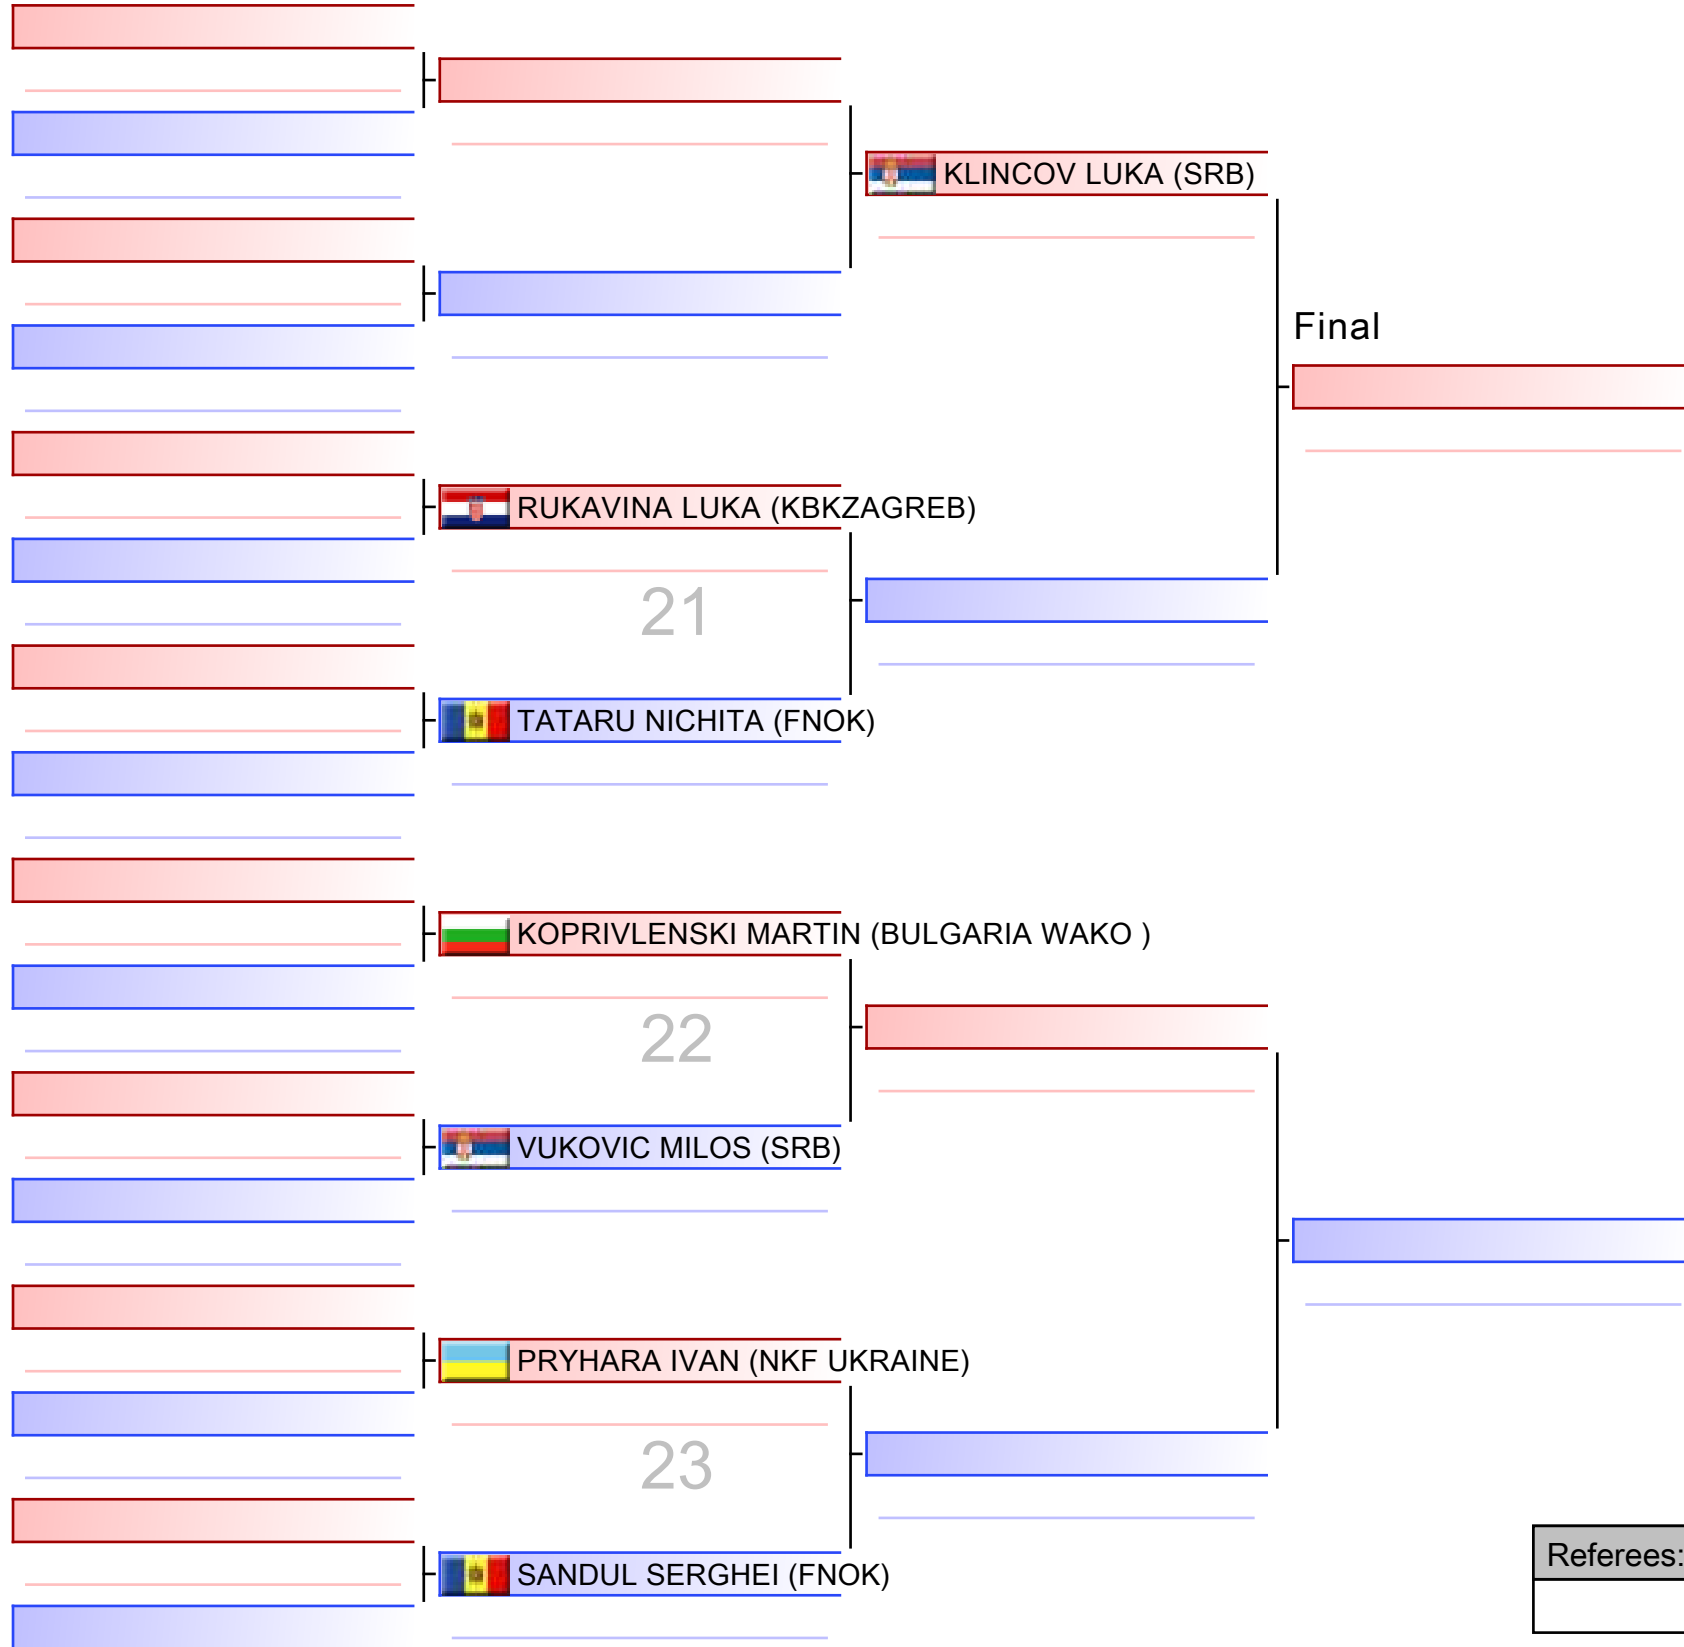 KLINCOV LUKA (SRB)
Final
RUKAVINA LUKA (KBKZAGREB)
21
TATARU NICHITA (FNOK)
KOPRIVLENSKI MARTIN (BULGARIA WAKO )
22
VUKOVIC MILOS (SRB)
PRYHARA IVAN (NKF UKRAINE)
23
SANDUL SERGHEI (FNOK)
Referees: